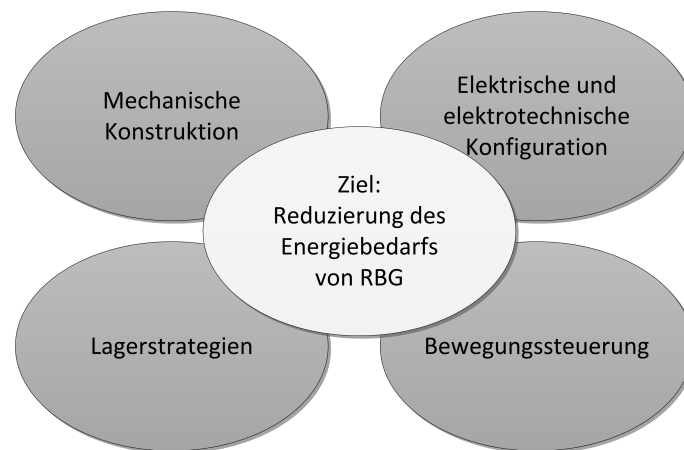 Mechanische
Konstruktion
Elektrische und
elektrotechnische
Konfiguration
Ziel:
Reduzierung des
Energiebedarfs
von RBG
Lagerstrategien
Bewegungssteuerung